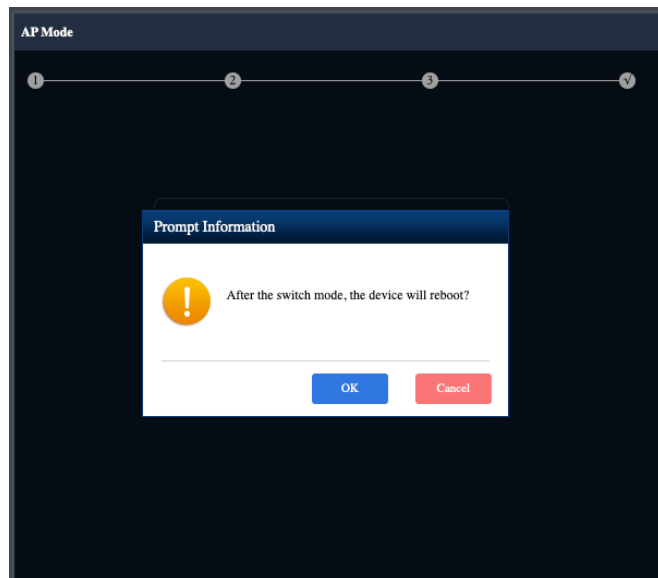 AP Mode
1 2 3 √
Prompt Information
After the switch mode, the device will reboot?
OK Cancel